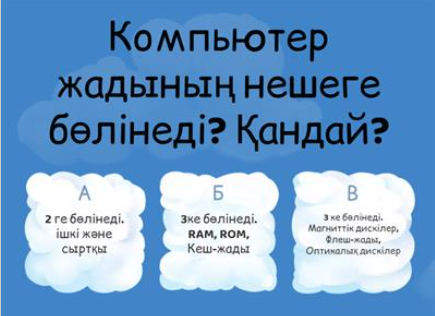 Компьютер
жадының нешеге
бөлінеді? Қандай?
А
2 ге бөлінеді.
ішкі және
сыртқы
Б
3ке бөлінеді.
RAM, ROM,
Кеш-жады
В
3 ке бөлінеді.
Магниттік дискілер,
Флеш-жады,
Оптикалық дискілер